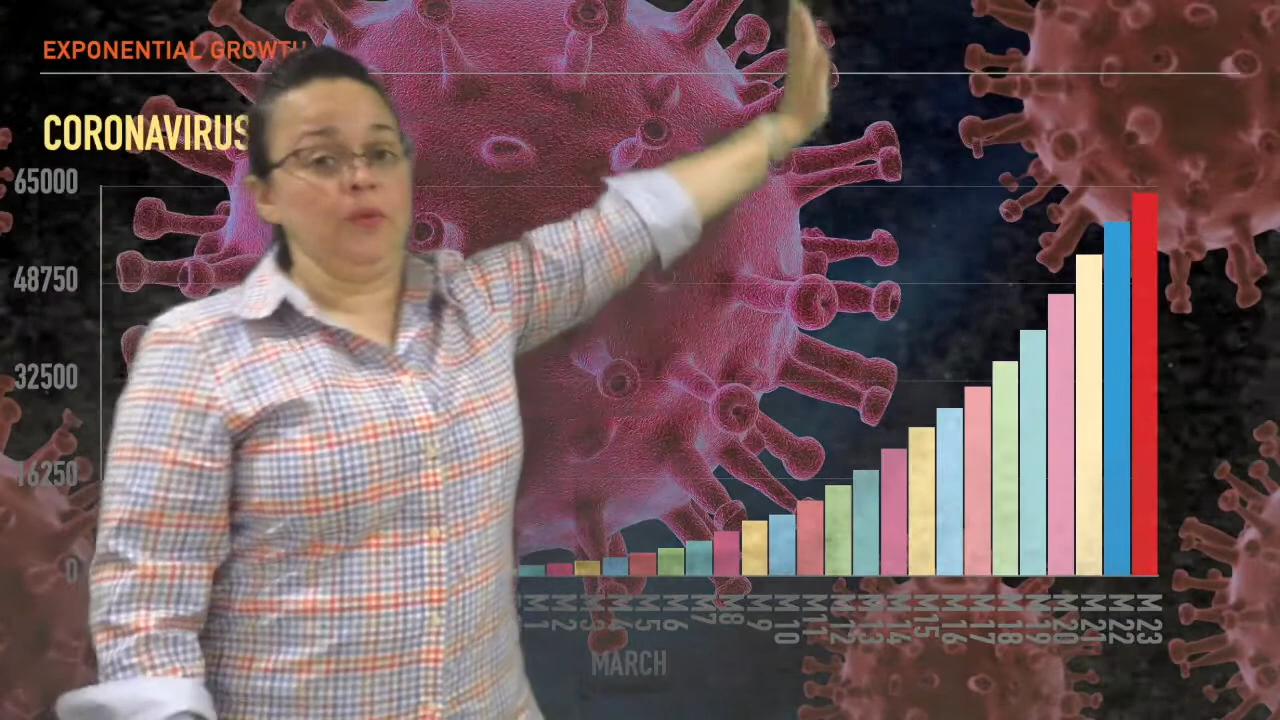 EXPONENTIAL GROWTH
CORONAVIRUS
65000
48750
32500
16250
0
M1 M2 M3 M4 M5 M6 M7 M8 M9 M10 M11 M12 M13 M14 M15 M16 M17 M18 M19 M20 M21 M22 M23
MARCH